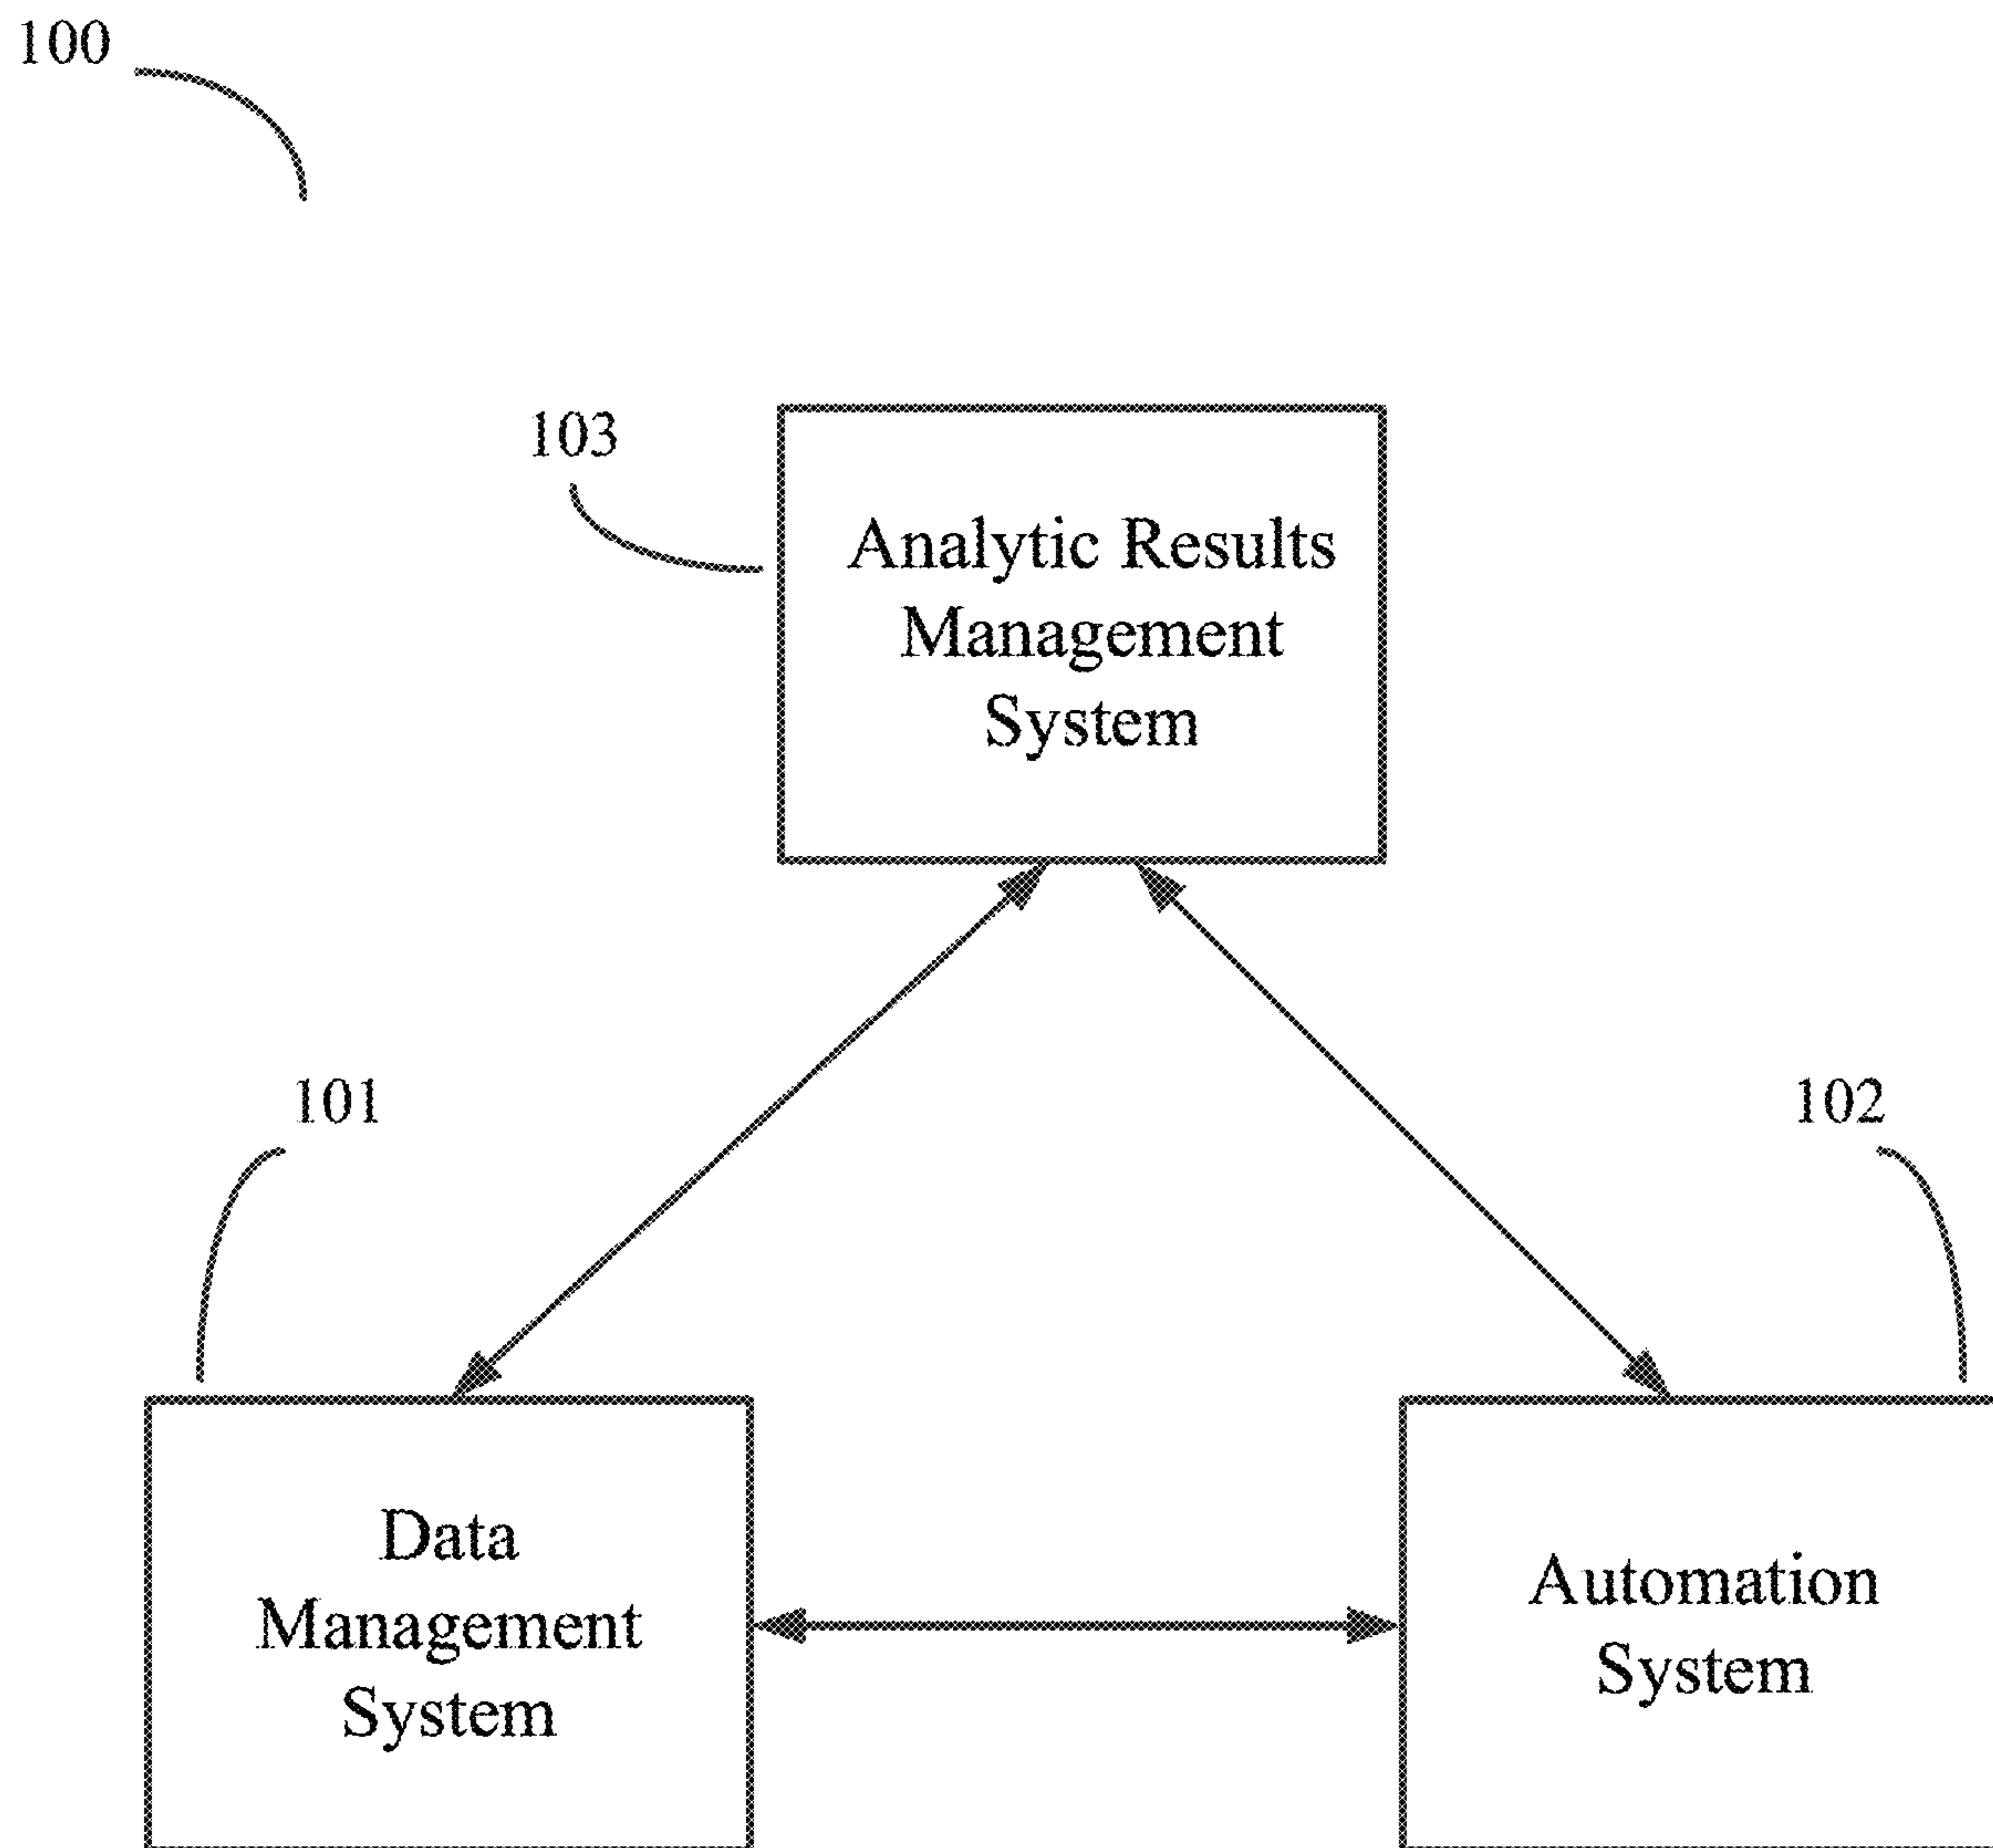 100
103
Analytic Results
Management
System
101
102
Data
Management
System
Automation
System